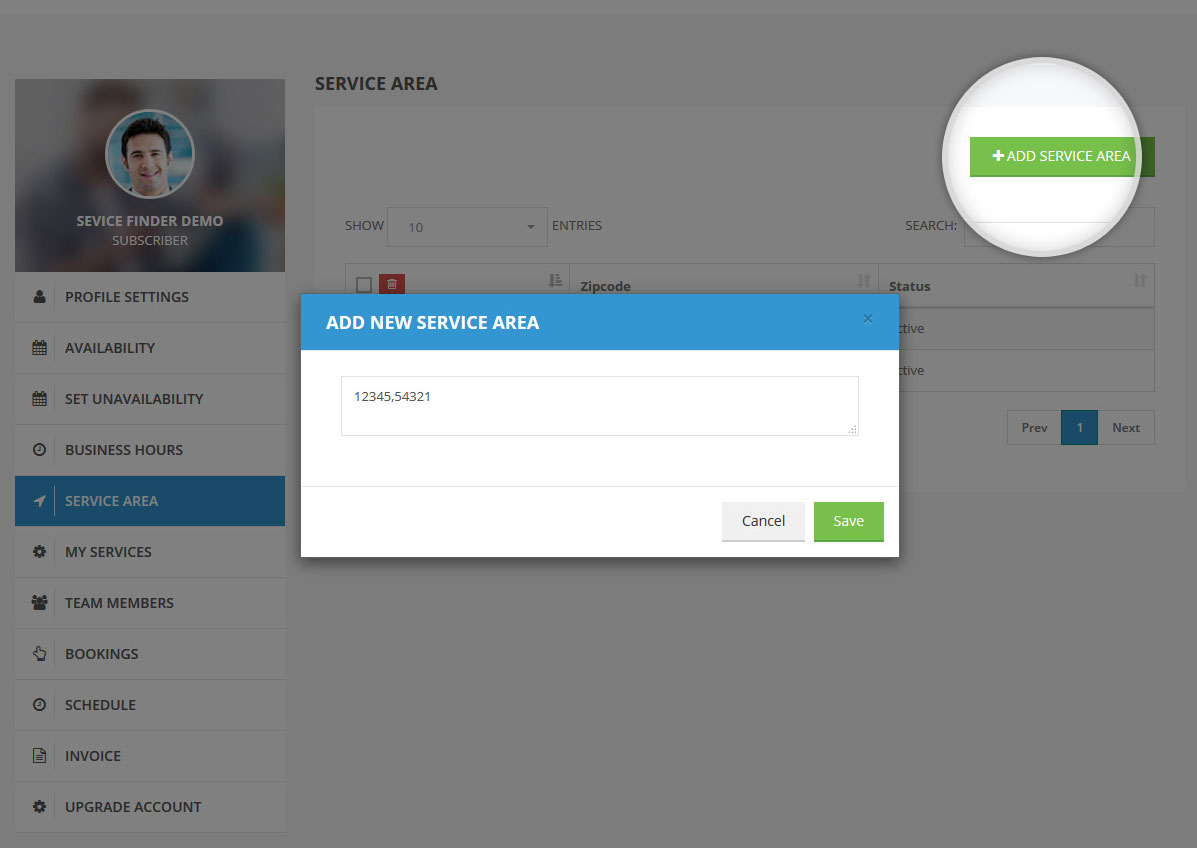 SERVICE AREA
ADD SERVICE AREA
SEVICE FINDER DEMO
SUBSCRIBER
PROFILE SETTINGS
AVAILABILITY
SET UNAVAILABILITY
BUSINESS HOURS
SERVICE AREA
MY SERVICES
TEAM MEMBERS
BOOKINGS
SCHEDULE
INVOICE
UPGRADE ACCOUNT
SHOW 10 ENTRIES SEARCH:
Zipcode Status
ctive
ctive
Prev 1 Next
ADD NEW SERVICE AREA ×
12345,54321
Cancel Save